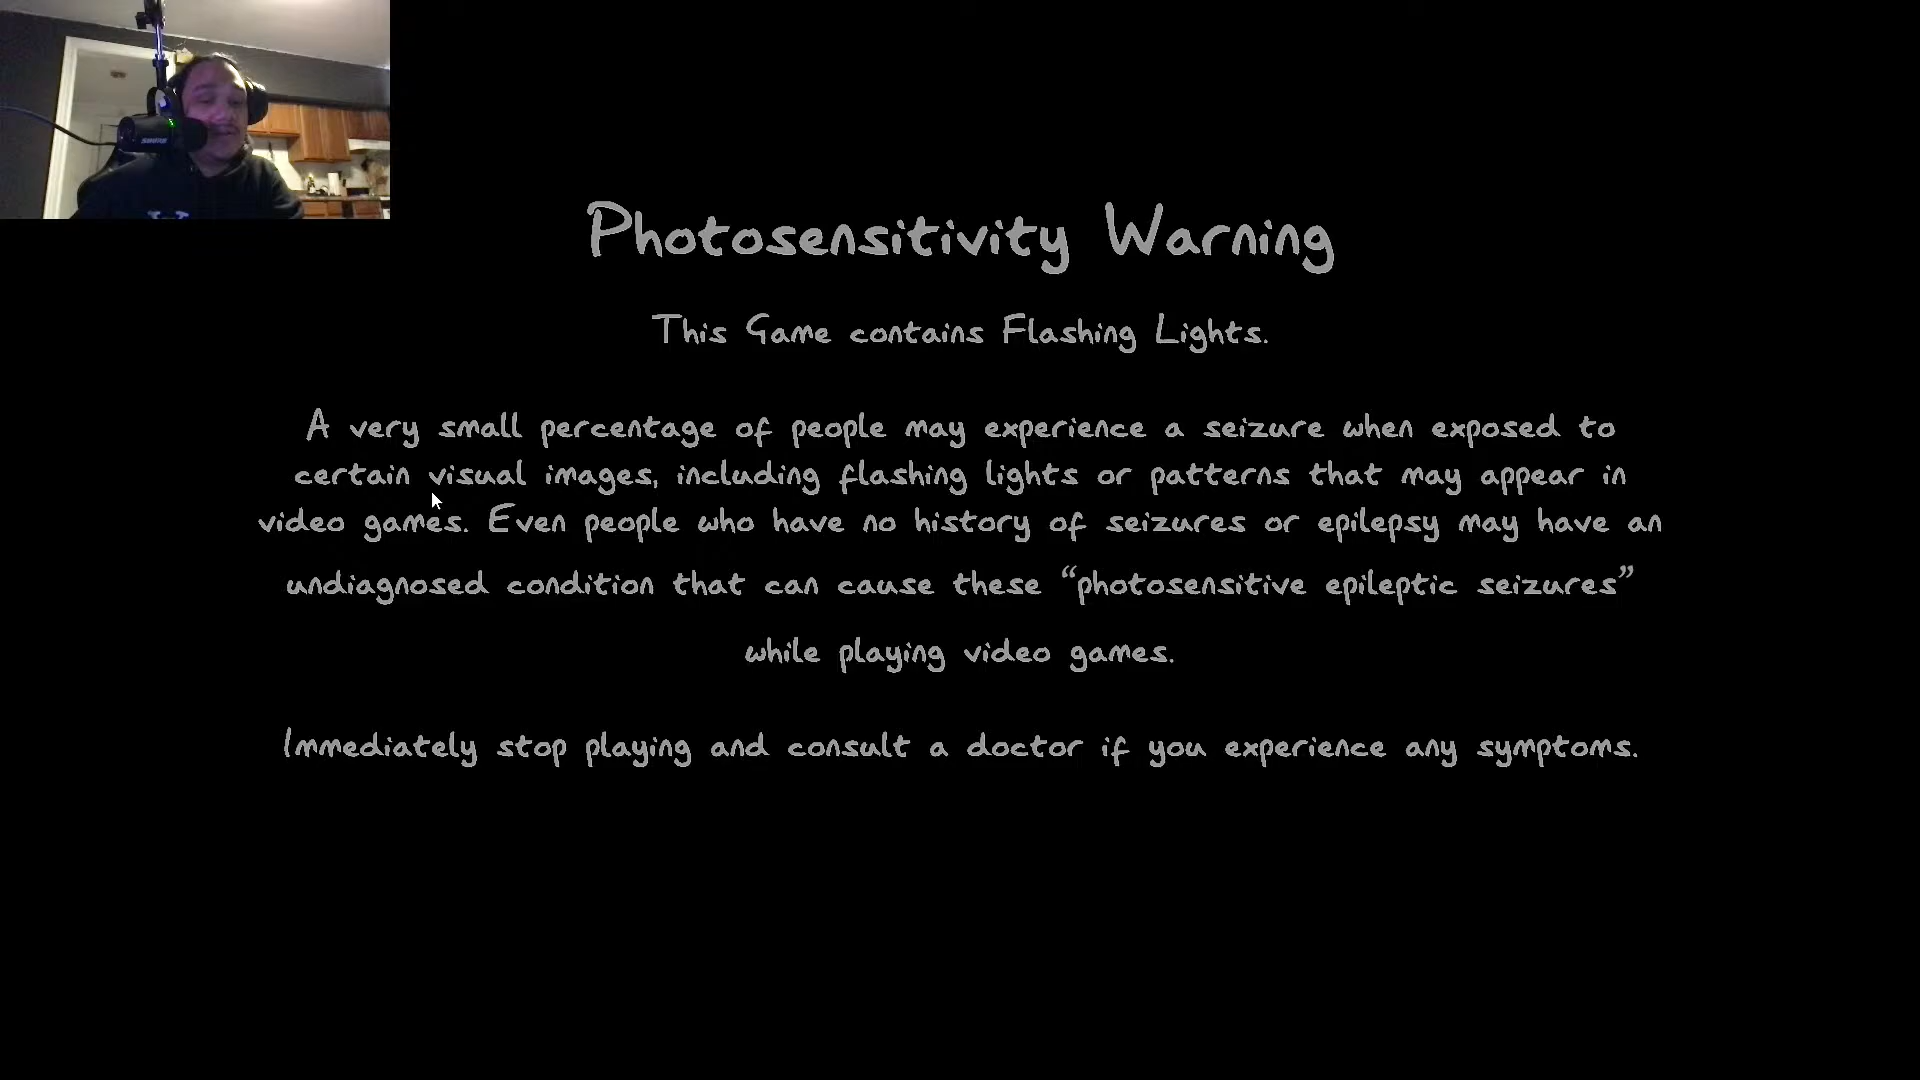 SHURE
Photosensitivity Warning
This Game contains Flashing Lights.
A very small percentage of people may experience a seizure when exposed to
certain visual images, including flashing lights or patterns that may appear in
video games. Even people who have no history of seizures or epilepsy may have an
undiagnosed condition that can cause these “photosensitive epileptic seizures”
while playing video games.
Immediately stop playing and consult a doctor if you experience any symptoms.